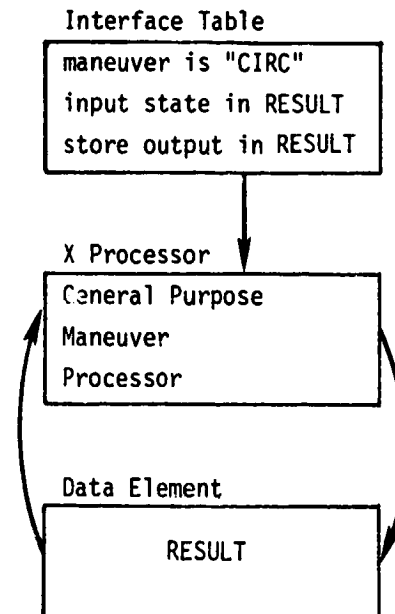 Interface Table
maneuver is "CIRC"
input state in RESULT
store output in RESULT
X Processor
General Purpose
Maneuver
Processor
Data Element
RESULT